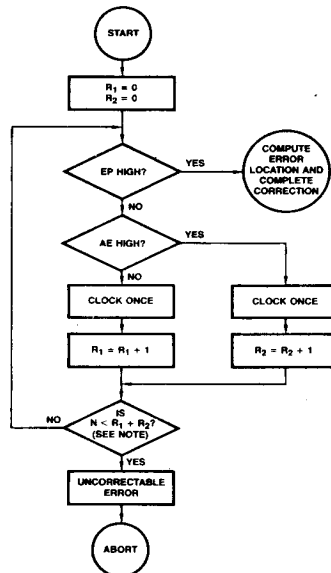 START
R1 = 0
R2 = 0
EP HIGH?
YES
COMPUTE
ERROR
LOCATION AND
COMPLETE
CORRECTION
NO
AE HIGH?
YES
NO
CLOCK ONCE
CLOCK ONCE
R1 = R1 + 1
R2 = R2 + 1
NO
IS
N < R1 + R2?
(SEE NOTE)
YES
UNCORRECTABLE
ERROR
ABORT